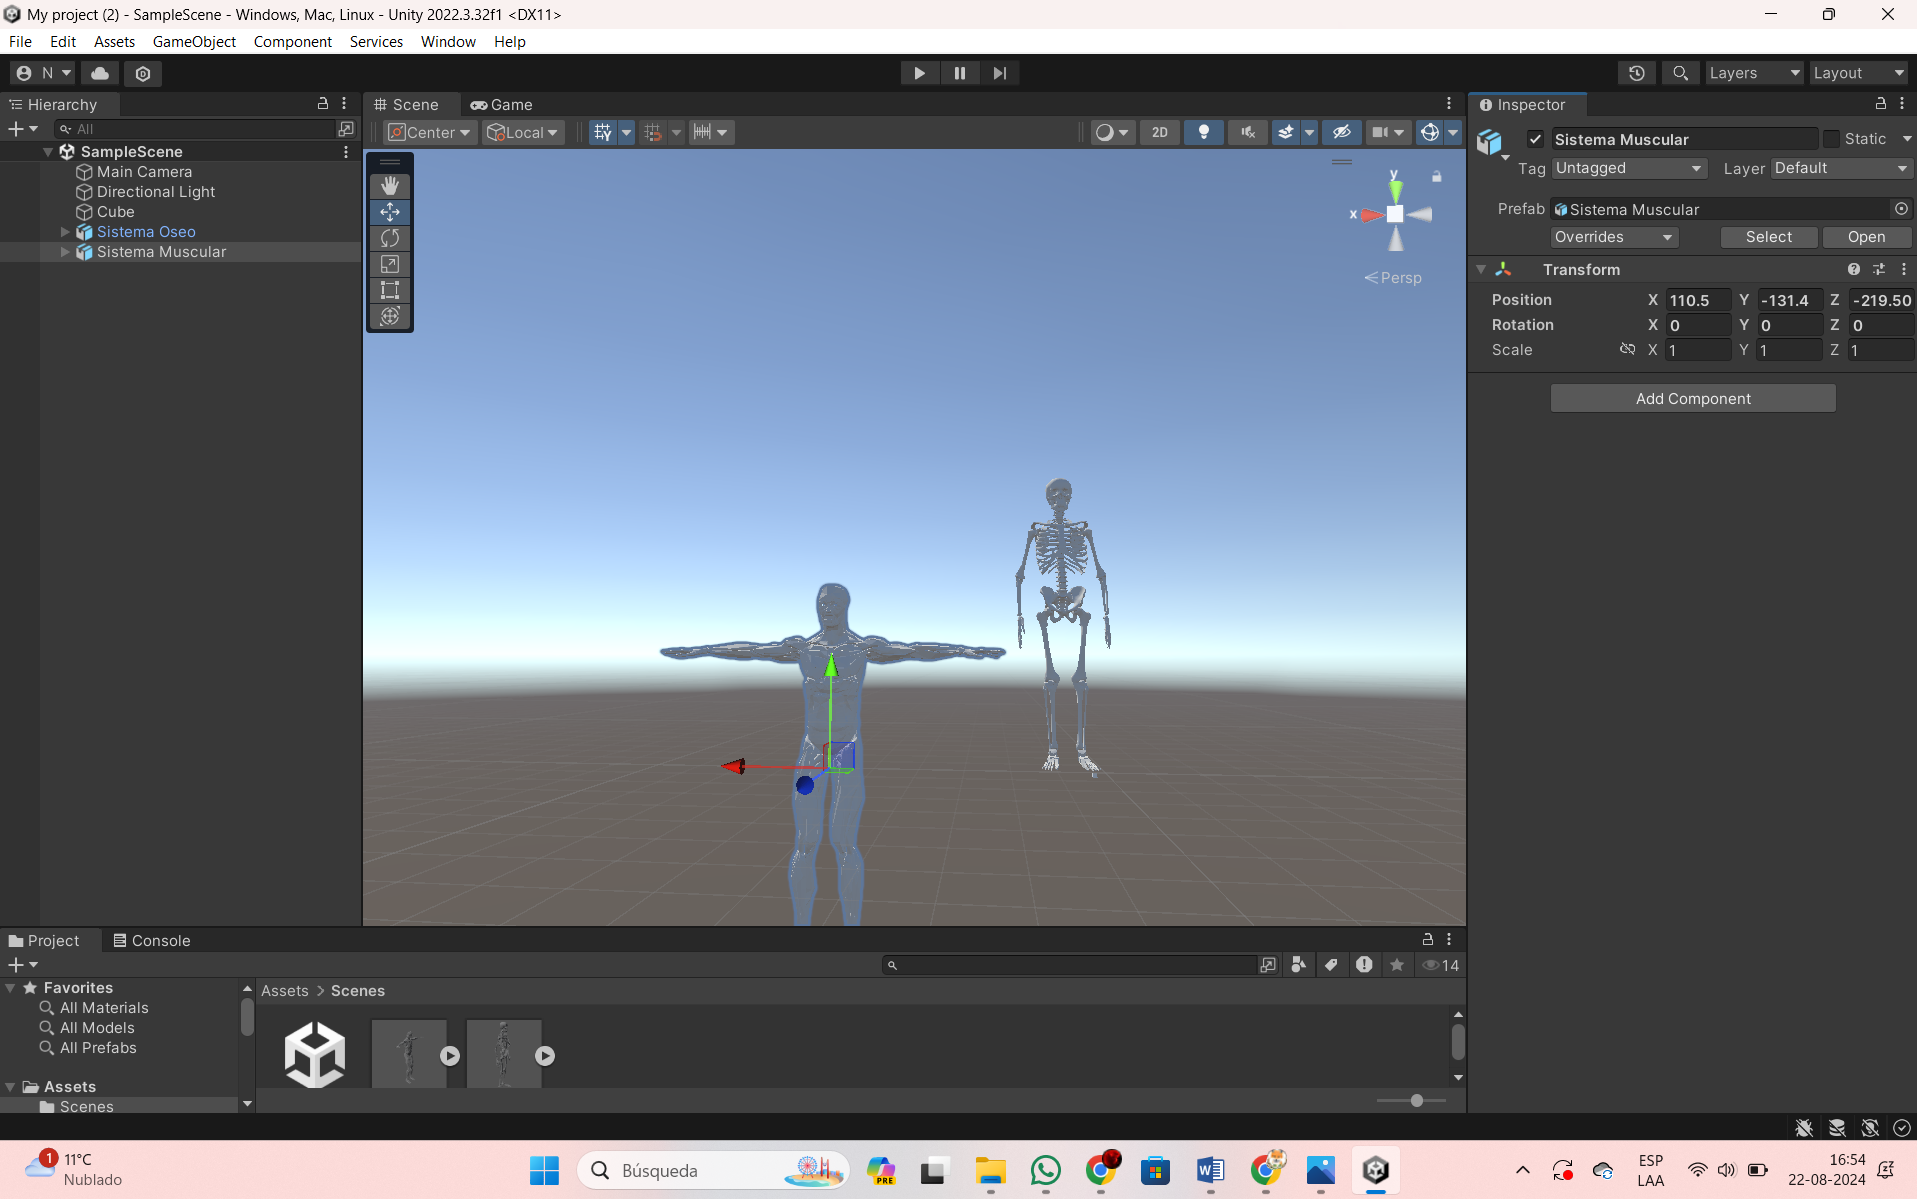 My project (2) - SampleScene - Windows, Mac, Linux - Unity 2022.3.32f1 <DX11>
File Edit Assets GameObject Component Services Window Help
N
Layers Layout
Hierarchy
All
SampleScene
Main Camera
Directional Light
Cube
Sistema Oseo
Sistema Muscular
Scene Game
Center Local 2D
y
x
Persp
Inspector
Sistema Muscular Static
Tag Untagged Layer Default
Prefab Sistema Muscular
Overrides Select Open
Transform
Position X 110.5 Y -131.4 Z -219.50
Rotation X 0 Y 0 Z 0
Scale X 1 Y 1 Z 1
Add Component
Project Console
14
Favorites
All Materials
All Models
All Prefabs
Assets
Scenes
Assets > Scenes
1
11°C
Nublado
Búsqueda
PRE
ESP
LAA
16:54
22-08-2024